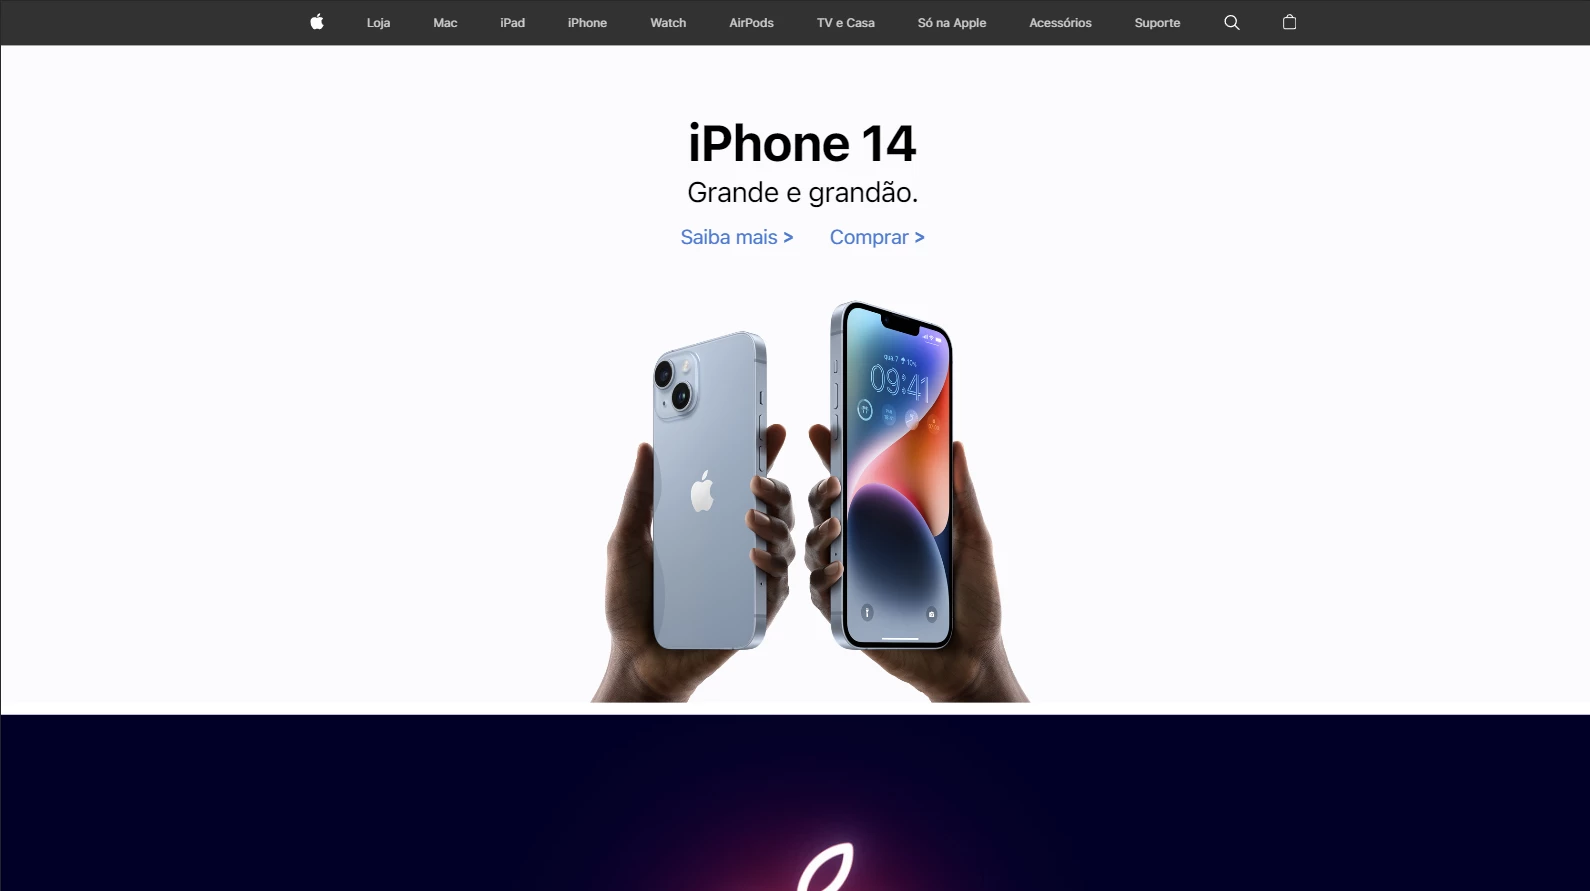 Loja Mac iPad iPhone Watch AirPods TV e Casa Só na Apple Acessórios Suporte
iPhone 14
Grande e grandão.
Saiba mais > Comprar >
09:41